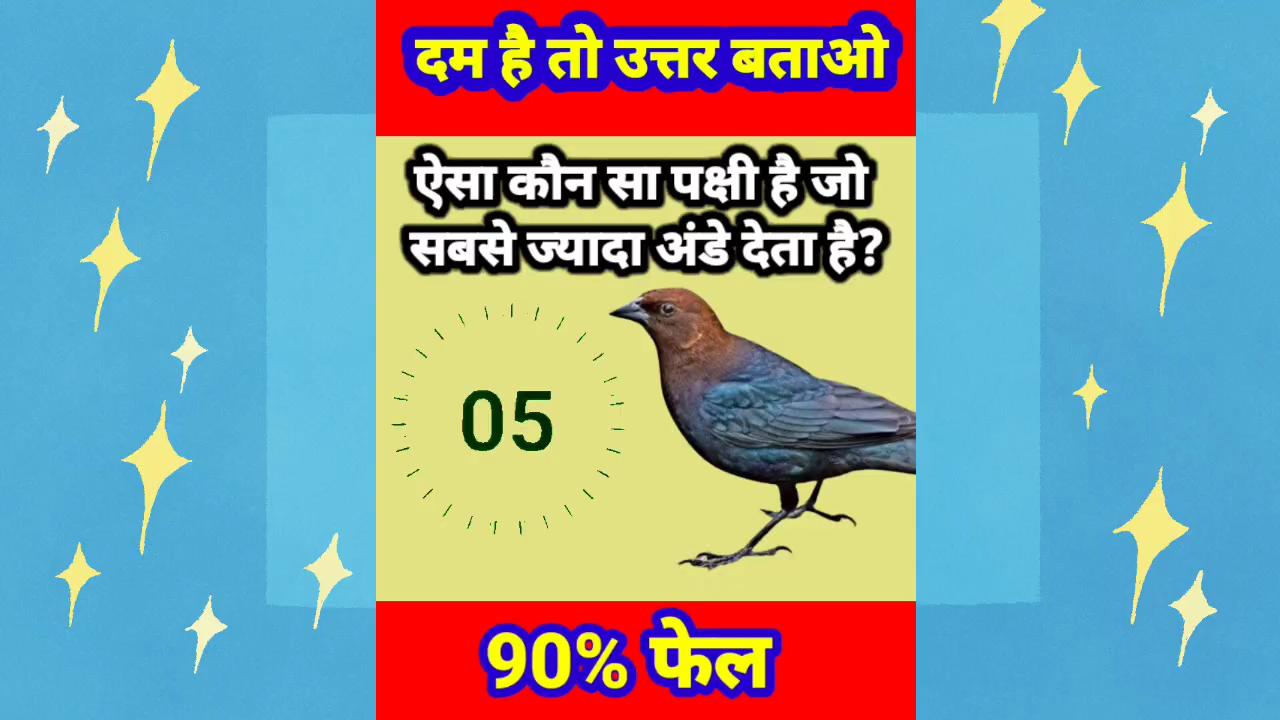 दम है तो उत्तर बताओ
ऐसा कौन सा पक्षी है जो
सबसे ज्यादा अंडे देता है?
05
90% फेल